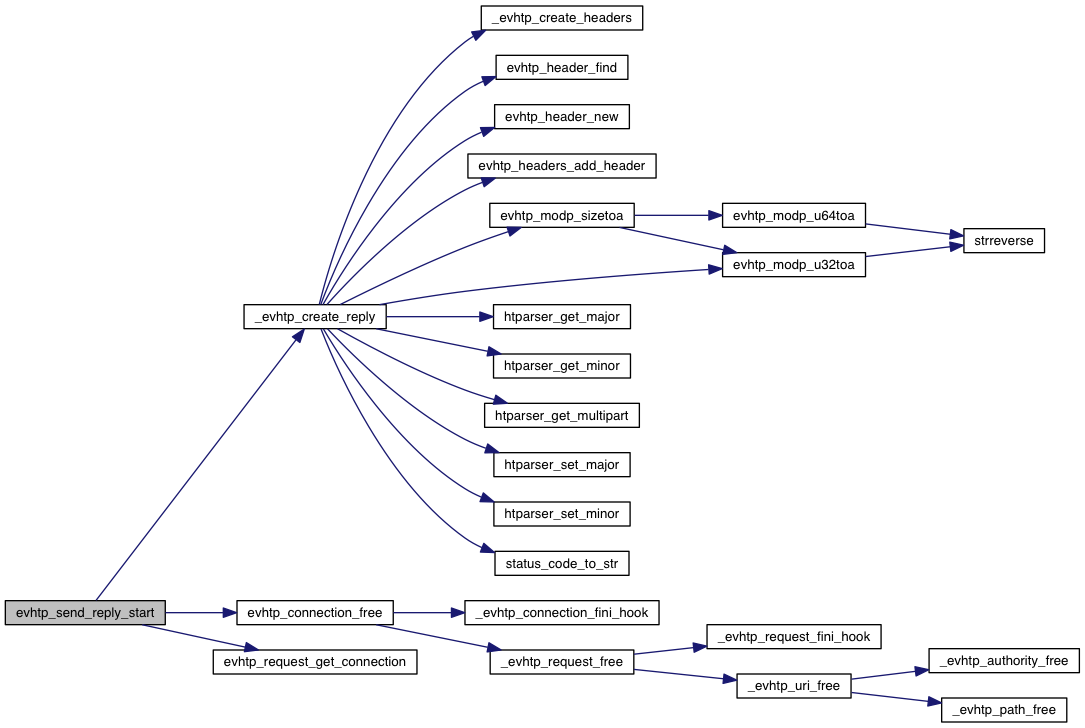 _evhtp_create_headers
evhtp_header_find
evhtp_header_new
evhtp_headers_add_header
evhtp_modp_sizetoa
evhtp_modp_u64toa
strreverse
evhtp_modp_u32toa
_evhtp_create_reply
htparser_get_major
htparser_get_minor
htparser_get_multipart
htparser_set_major
htparser_set_minor
status_code_to_str
evhtp_send_reply_start
evhtp_connection_free
_evhtp_connection_fini_hook
evhtp_request_get_connection
_evhtp_request_free
_evhtp_request_fini_hook
_evhtp_uri_free
_evhtp_authority_free
_evhtp_path_free